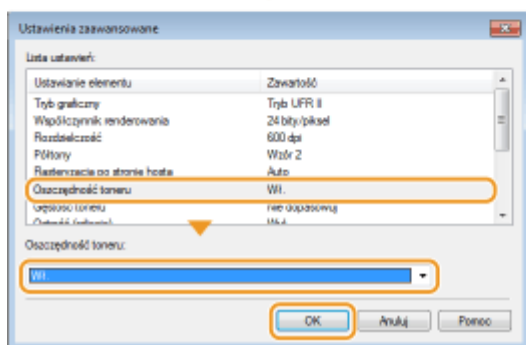 Ustawienia zaawansowane
Lista ustawień:
Ustawianie elementu Zawartość
Tryb graficzny Tryb UFR II
Współczynnik renderowania 24 bity/piksel
Rozdzielczość 600 dpi
Półtony Wzór 2
Rasteryzacja po stronie hosta Auto
Oszczędność toneru Wł.
Gęstość toneru Nie dopasowuj
Oszczędność toneru:
Wł.
OK Anuluj Pomoc